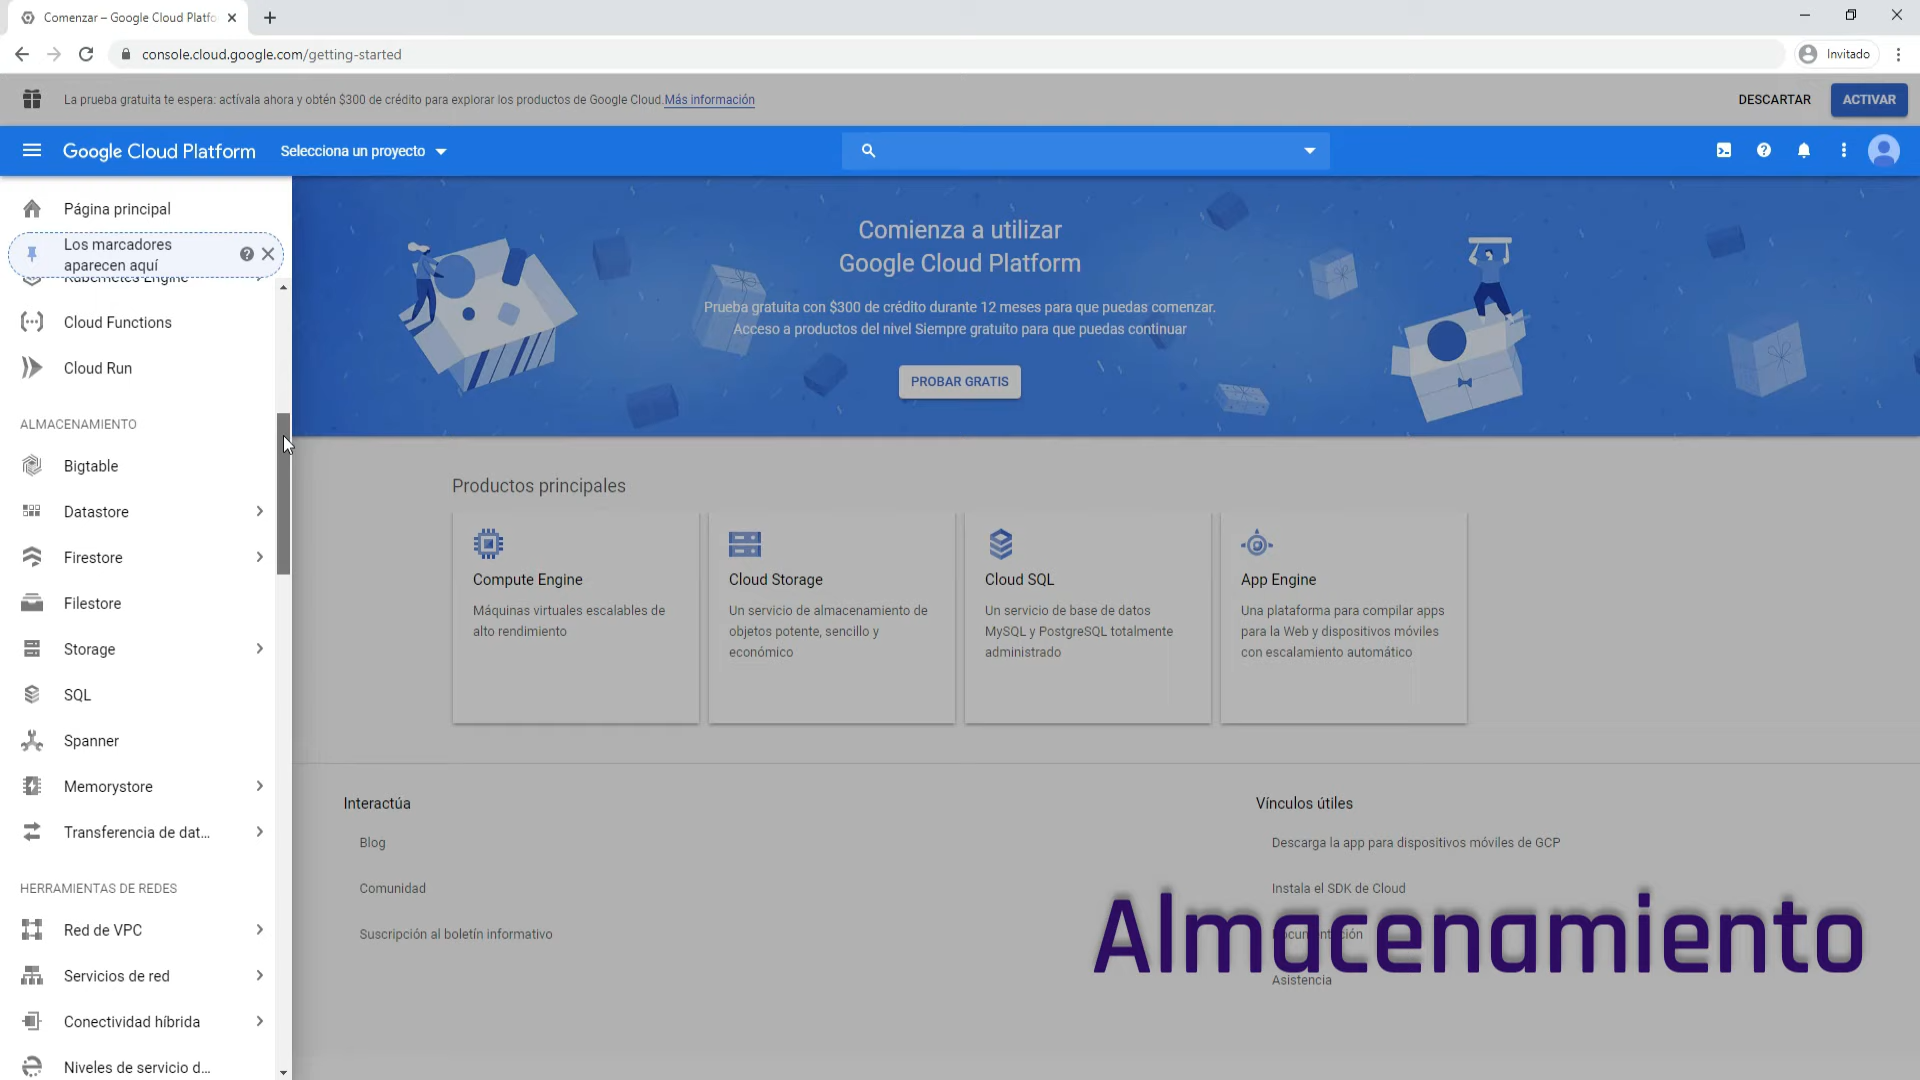 Comenzar – Google Cloud Platfo
console.cloud.google.com/getting-started
Invitado
La prueba gratuita te espera: actívala ahora y obtén $300 de crédito para explorar los productos de Google Cloud. Más información
DESCARTAR
ACTIVAR
Google Cloud Platform
Selecciona un proyecto
Página principal
Los marcadores
aparecen aquí
Kubernetes Engine
Cloud Functions
Cloud Run
ALMACENAMIENTO
Bigtable
Datastore
Firestore
Filestore
Storage
SQL
Spanner
Memorystore
Transferencia de dat...
HERRAMIENTAS DE REDES
Red de VPC
Servicios de red
Conectividad híbrida
Niveles de servicio d...
Comienza a utilizar
Google Cloud Platform
Prueba gratuita con $300 de crédito durante 12 meses para que puedas comenzar.
Acceso a productos del nivel Siempre gratuito para que puedas continuar
PROBAR GRATIS
Productos principales
Compute Engine
Máquinas virtuales escalables de
alto rendimiento
Cloud Storage
Un servicio de almacenamiento de
objetos potente, sencillo y
económico
Cloud SQL
Un servicio de base de datos
MySQL y PostgreSQL totalmente
administrado
App Engine
Una plataforma para compilar apps
para la Web y dispositivos móviles
con escalamiento automático
Interactúa
Blog
Comunidad
Suscripción al boletín informativo
Vínculos útiles
Descarga la app para dispositivos móviles de GCP
Instala el SDK de Cloud
Documentación
Asistencia
Almacenamiento